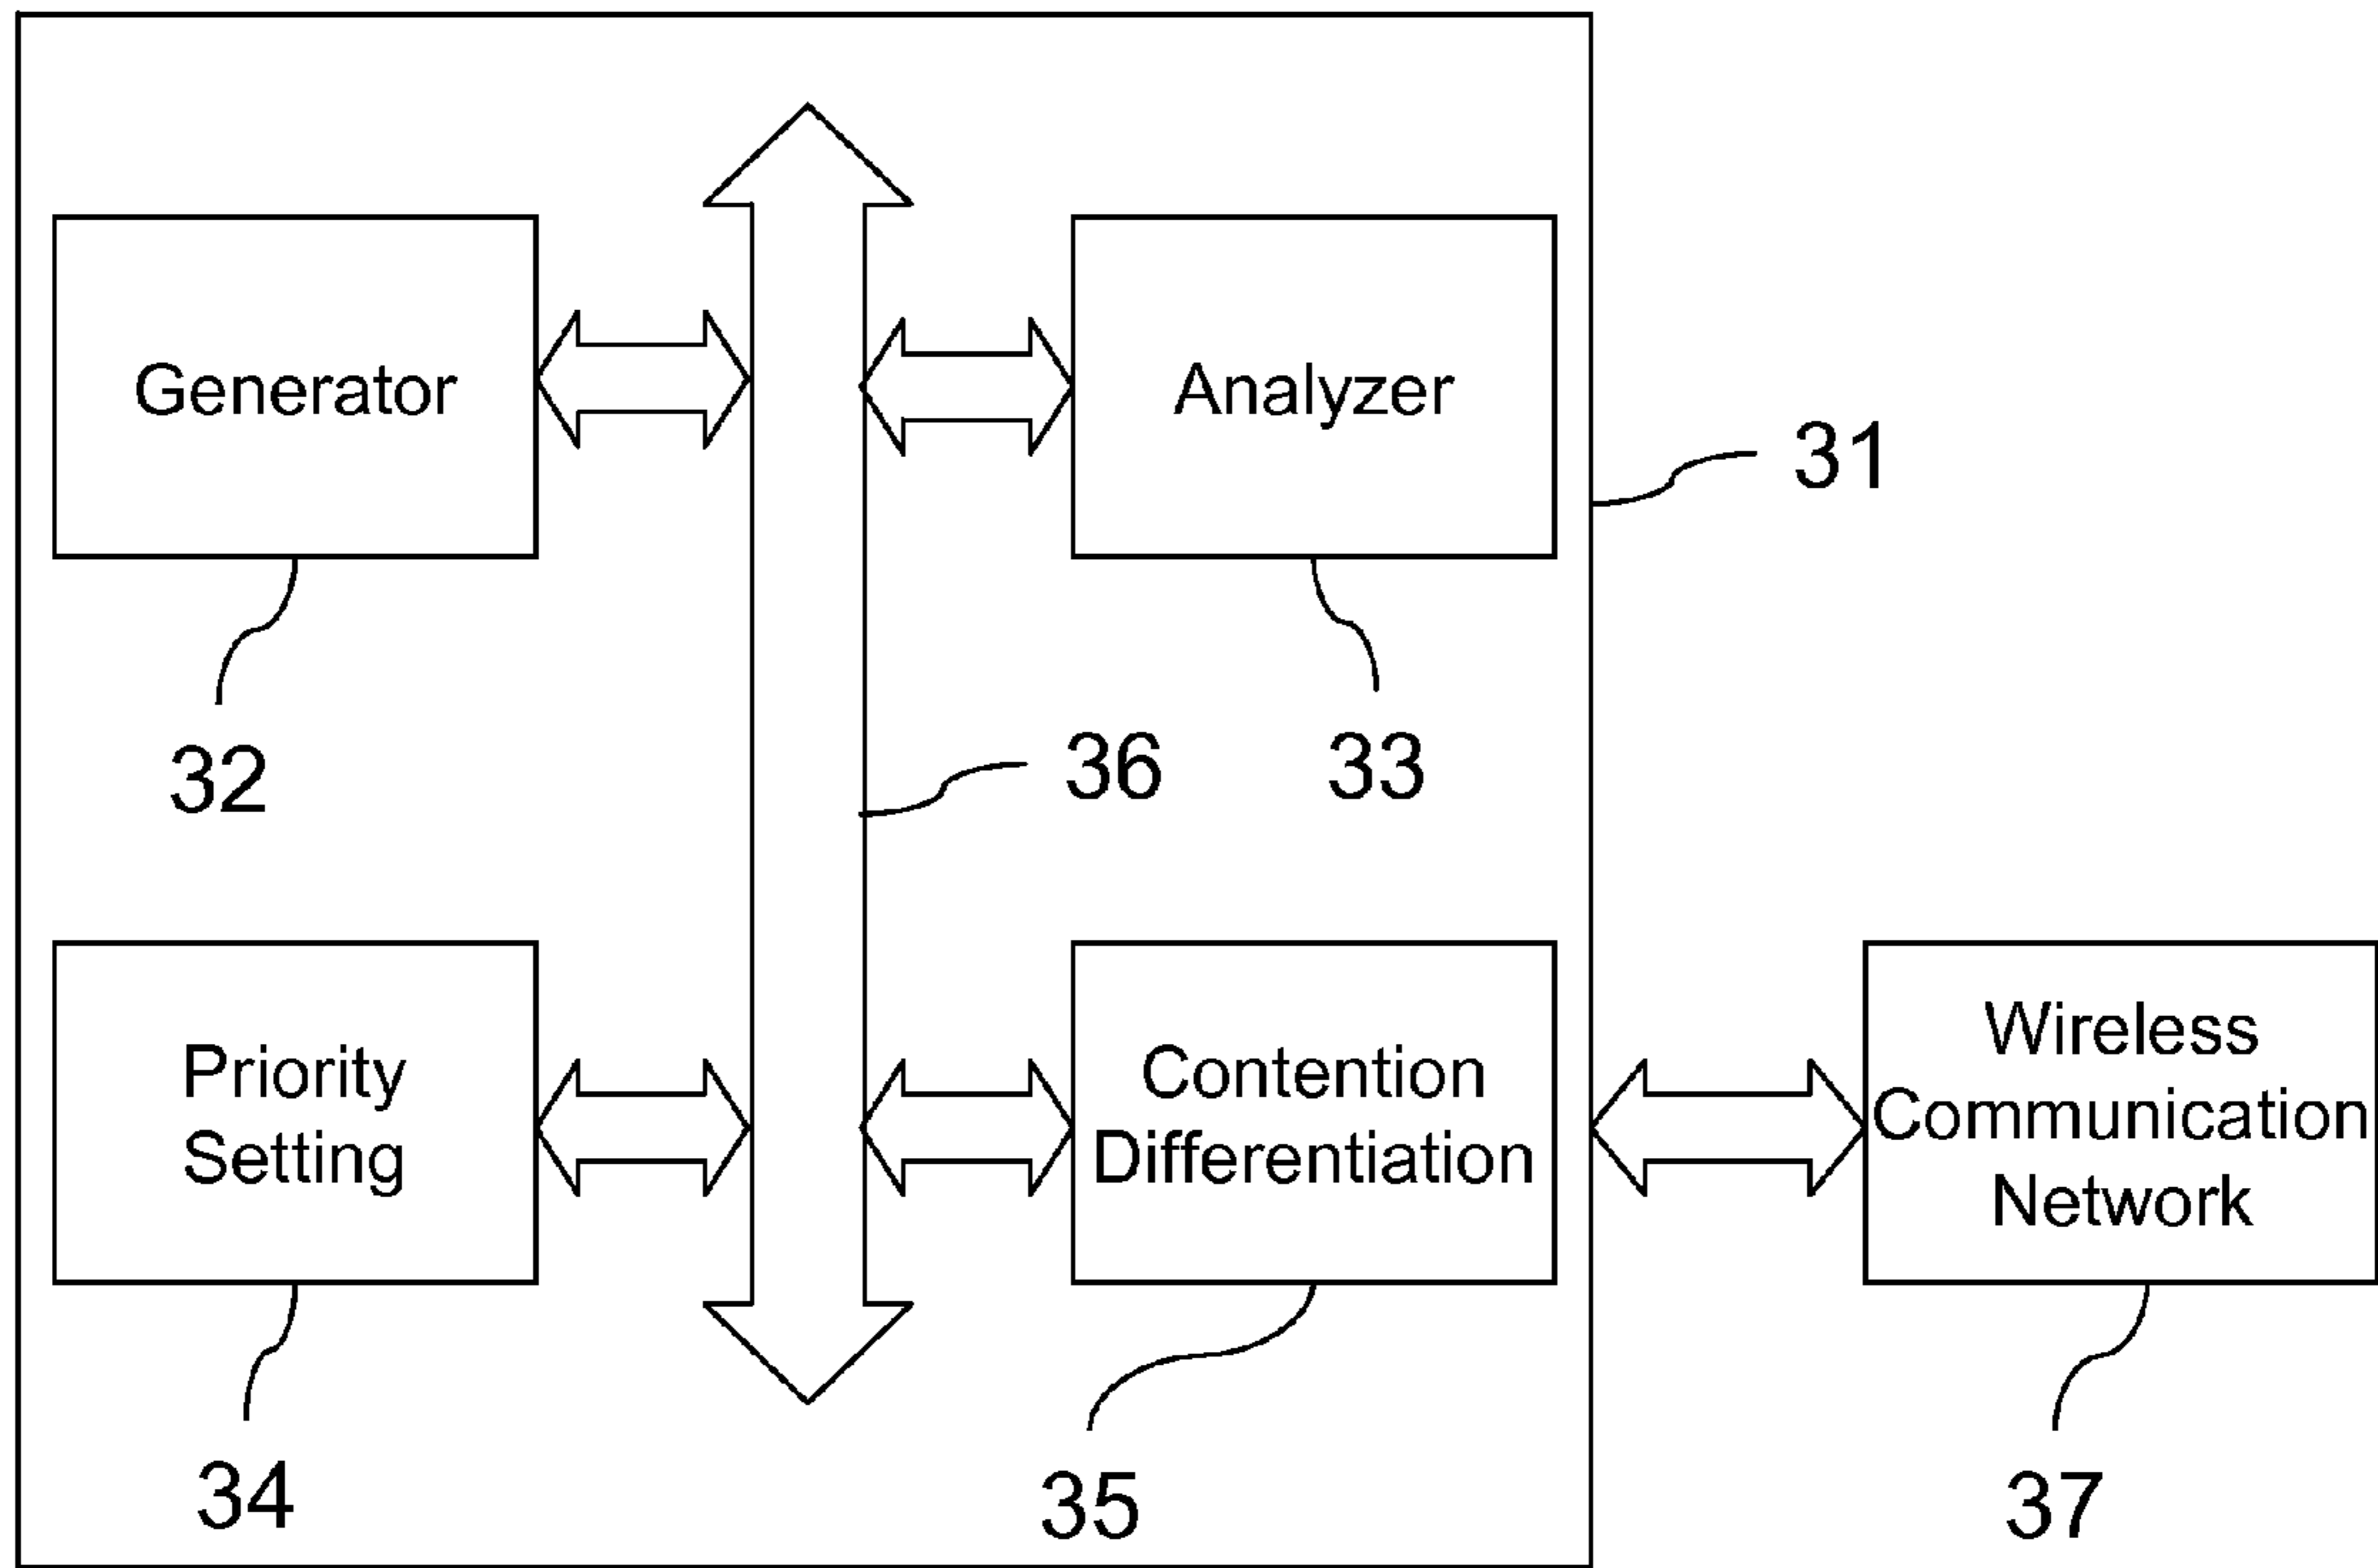 Generator
Analyzer
31
32
36
33
Priority
Setting
Contention
Differentiation
Wireless
Communication
Network
34
35
37